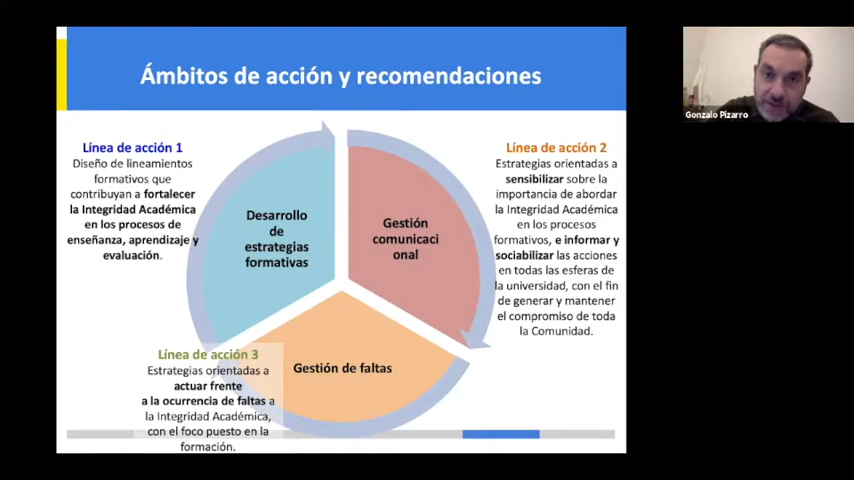 Ámbitos de acción y recomendaciones
Gonzalo Pizarro
Línea de acción 1
Diseño de lineamientos
formativos que
contribuyan a fortalecer
la Integridad Académica
en los procesos de
enseñanza, aprendizaje y
evaluación.
Desarrollo
de
estrategias
formativas
Gestión
comunicaci
onal
Línea de acción 2
Estrategias orientadas a
sensibilizar sobre la
importancia de abordar
la Integridad Académica
en los procesos
formativos, e informar y
sociabilizar las acciones
en todas las esferas de
la universidad, con el fin
de generar y mantener
el compromiso de toda
la Comunidad.
Línea de acción 3
Estrategias orientadas a
actuar frente
a la ocurrencia de faltas a
la Integridad Académica,
con el foco puesto en la
formación.
Gestión de faltas